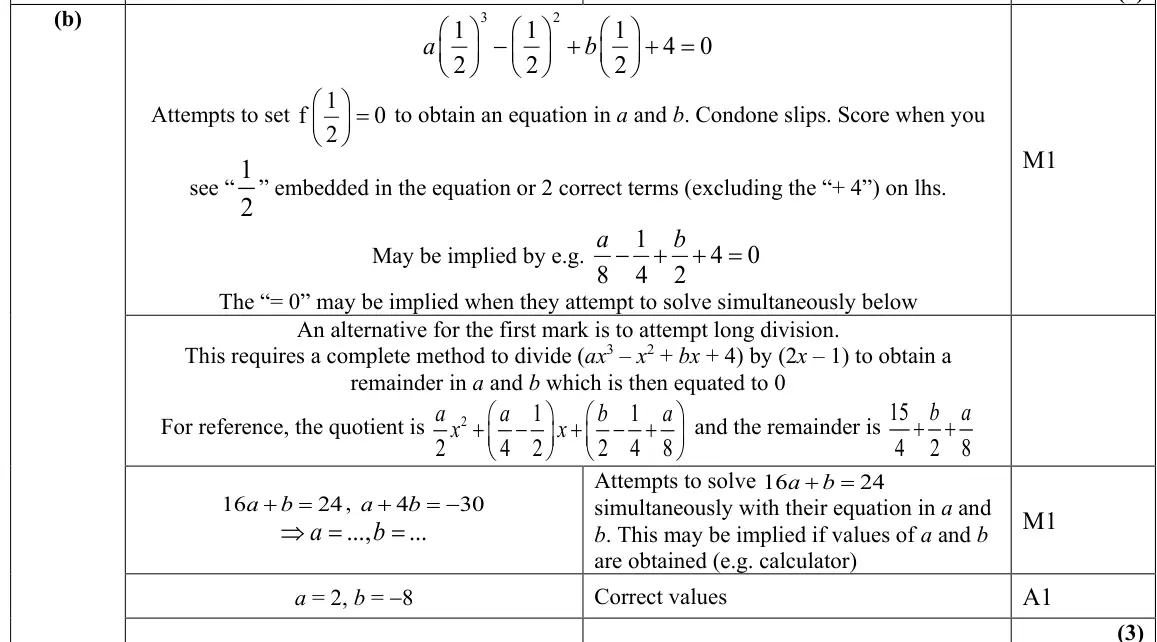 (b)
a(1/2)³ − (1/2)² + b(1/2) + 4 = 0
Attempts to set f(1/2) = 0 to obtain an equation in a and b. Condone slips. Score when you
see “1/2” embedded in the equation or 2 correct terms (excluding the “+ 4”) on lhs.
May be implied by e.g. a/8 − 1/4 + b/2 + 4 = 0
The “= 0” may be implied when they attempt to solve simultaneously below
M1
An alternative for the first mark is to attempt long division.
This requires a complete method to divide (ax³ – x² + bx + 4) by (2x – 1) to obtain a
remainder in a and b which is then equated to 0
For reference, the quotient is a/2 x² + (a/4 − 1/2)x + (b/2 − 1/4 + a/8) and the remainder is 15/4 + b/2 + a/8
16a + b = 24, a + 4b = −30
⇒ a = ..., b = ...
Attempts to solve 16a + b = 24
simultaneously with their equation in a and
b. This may be implied if values of a and b
are obtained (e.g. calculator)
M1
a = 2, b = –8
Correct values
A1
(3)